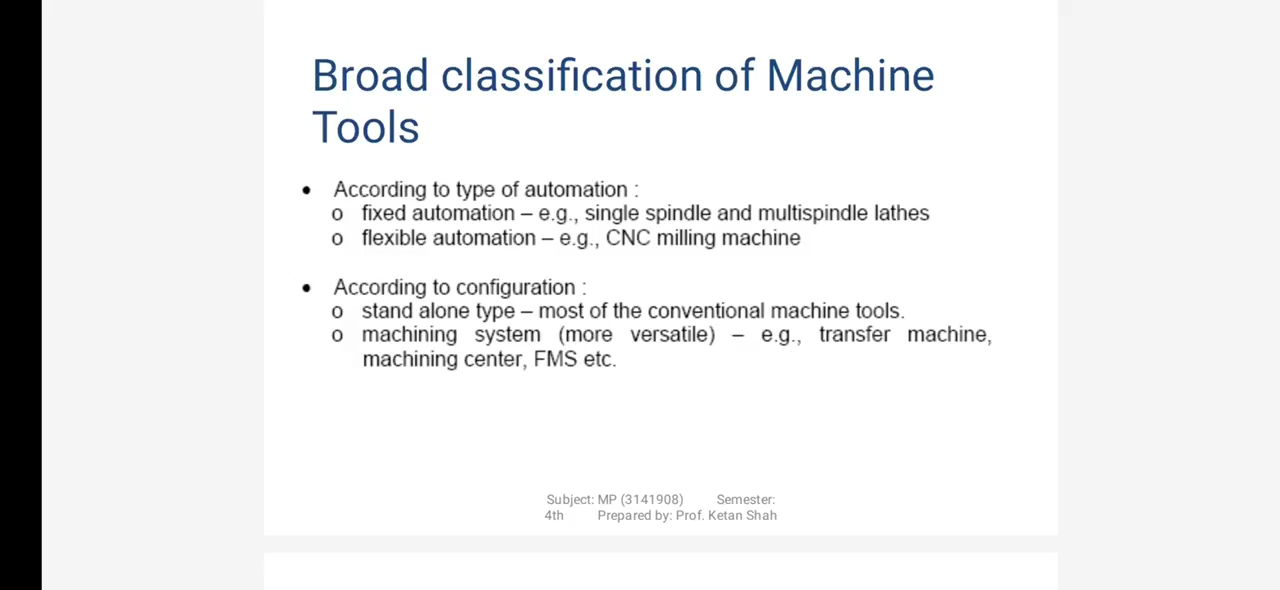 Broad classification of Machine
Tools
• According to type of automation :
o fixed automation – e.g., single spindle and multispindle lathes
o flexible automation – e.g., CNC milling machine
• According to configuration :
o stand alone type – most of the conventional machine tools.
o machining system (more versatile) – e.g., transfer machine,
machining center, FMS etc.
Subject: MP (3141908) Semester:
4th Prepared by: Prof. Ketan Shah